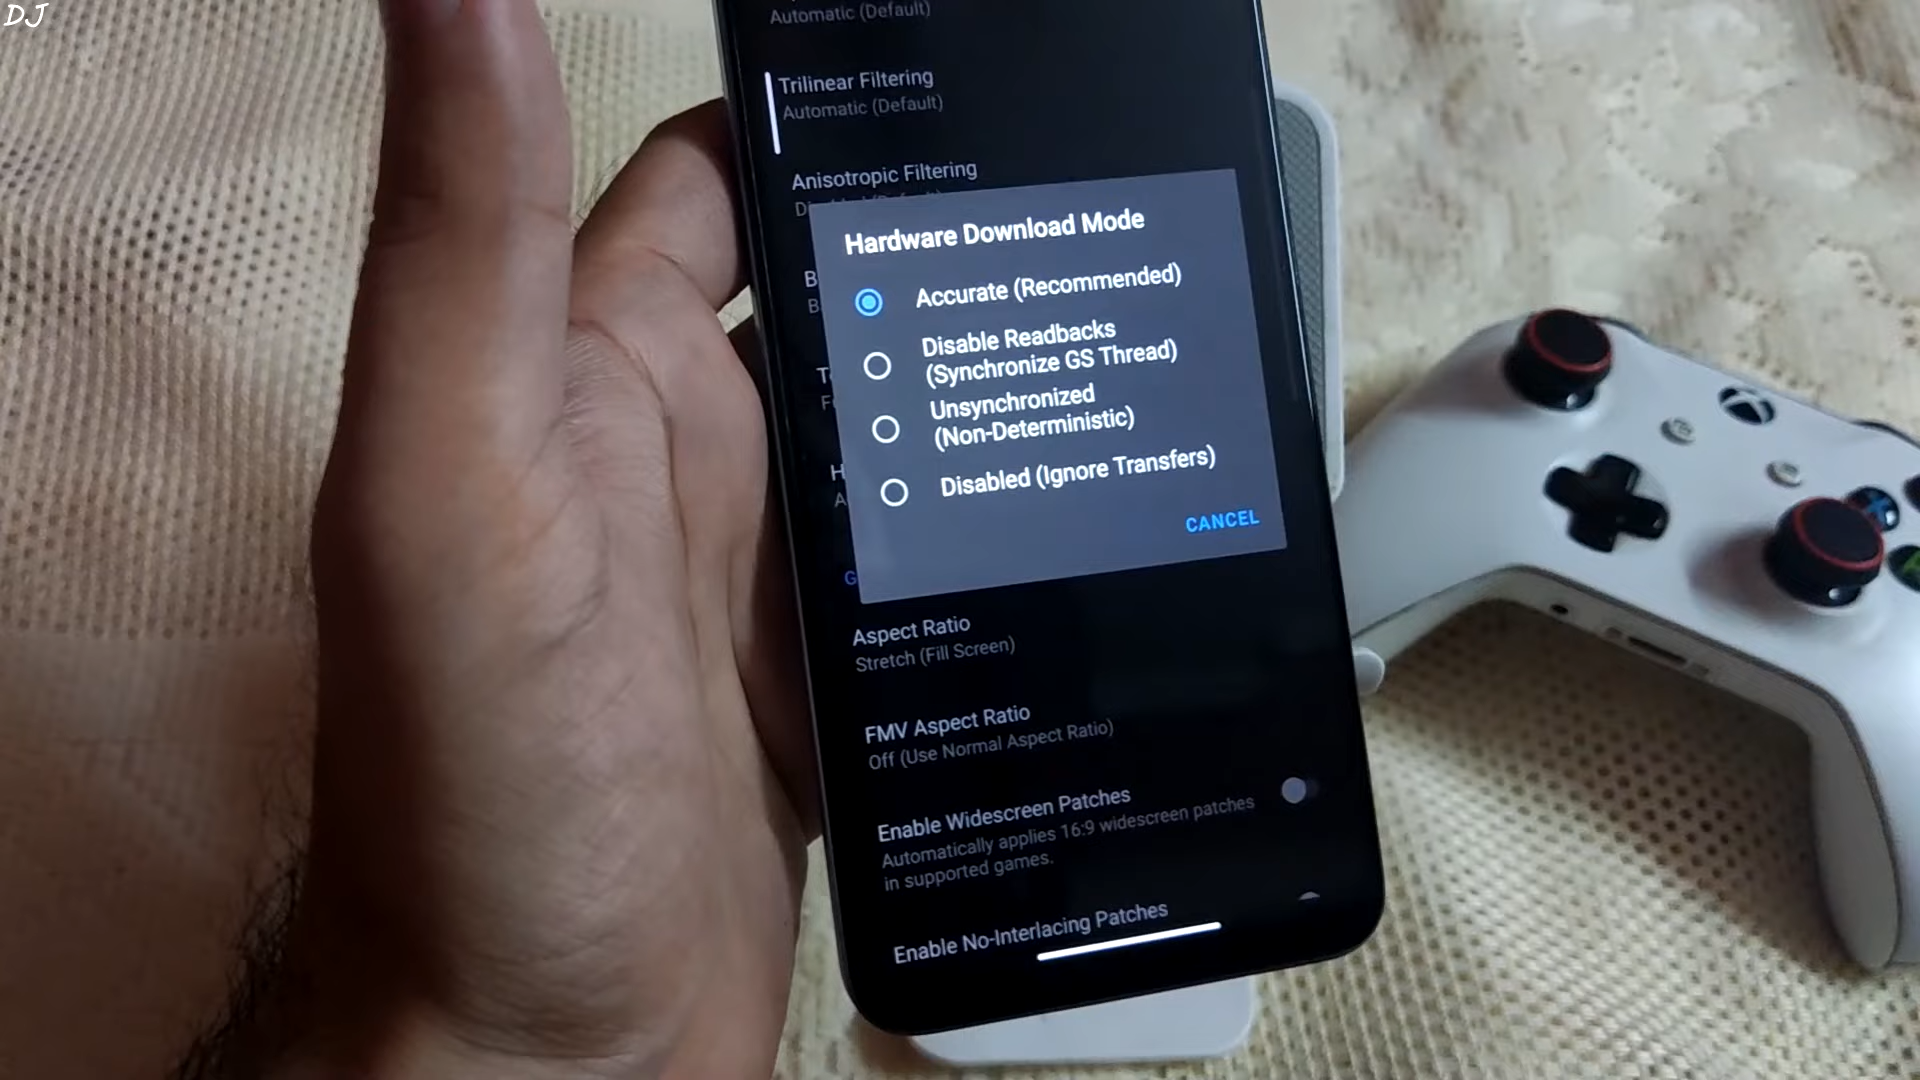 DJ
Automatic (Default)
Trilinear Filtering
Automatic (Default)
Anisotropic Filtering
Hardware Download Mode
Accurate (Recommended)
Disable Readbacks
(Synchronize GS Thread)
Unsynchronized
(Non-Deterministic)
Disabled (Ignore Transfers)
CANCEL
Aspect Ratio
Stretch (Fill Screen)
FMV Aspect Ratio
Off (Use Normal Aspect Ratio)
Enable Widescreen Patches
Automatically applies 16:9 widescreen patches
in supported games.
Enable No-Interlacing Patches